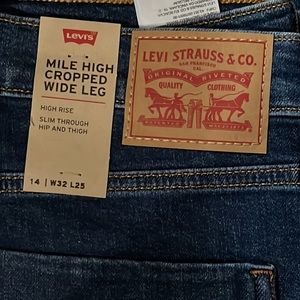 Levi's
MILE HIGH
CROPPED
WIDE LEG
HIGH RISE
SLIM THROUGH
HIP AND THIGH
14 | W32 L25
LEVI STRAUSS & CO.
SAN FRANCISCO
CAL.
ORIGINAL RIVETED
QUALITY CLOTHING